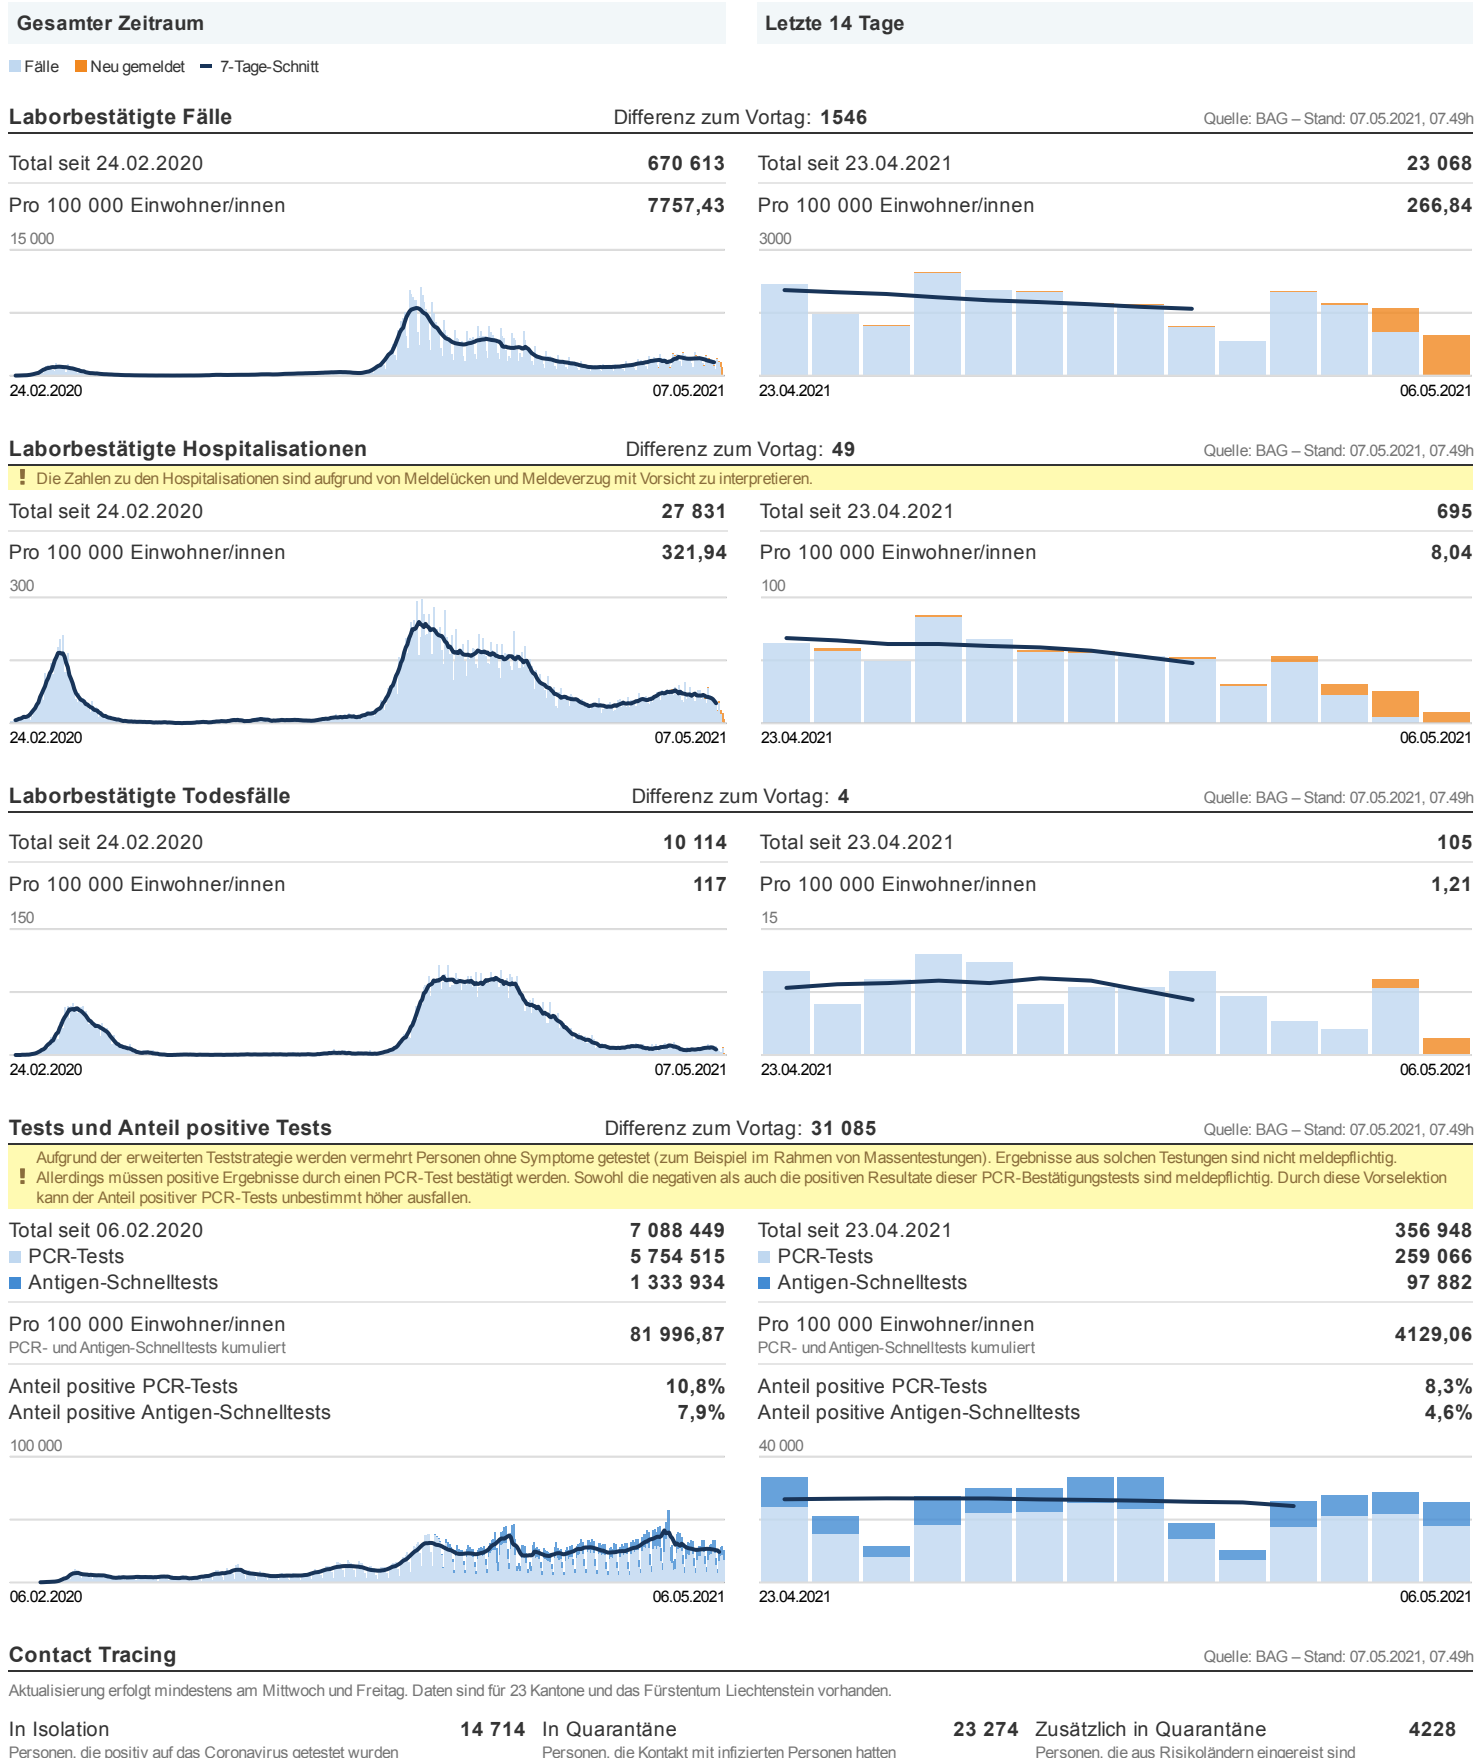 Gesamter Zeitraum
Letzte 14 Tage
Fälle Neu gemeldet 7-Tage-Schnitt
Laborbestätigte Fälle Differenz zum Vortag: 1546 Quelle: BAG – Stand: 07.05.2021, 07.49h
Total seit 24.02.2020 670 613
Pro 100 000 Einwohner/innen 7757,43
15 000
24.02.2020 07.05.2021
Total seit 23.04.2021 23 068
Pro 100 000 Einwohner/innen 266,84
3000
23.04.2021 06.05.2021
Laborbestätigte Hospitalisationen Differenz zum Vortag: 49 Quelle: BAG – Stand: 07.05.2021, 07.49h
! Die Zahlen zu den Hospitalisationen sind aufgrund von Meldelücken und Meldeverzug mit Vorsicht zu interpretieren.
Total seit 24.02.2020 27 831
Pro 100 000 Einwohner/innen 321,94
300
24.02.2020 07.05.2021
Total seit 23.04.2021 695
Pro 100 000 Einwohner/innen 8,04
100
23.04.2021 06.05.2021
Laborbestätigte Todesfälle Differenz zum Vortag: 4 Quelle: BAG – Stand: 07.05.2021, 07.49h
Total seit 24.02.2020 10 114
Pro 100 000 Einwohner/innen 117
150
24.02.2020 07.05.2021
Total seit 23.04.2021 105
Pro 100 000 Einwohner/innen 1,21
15
23.04.2021 06.05.2021
Tests und Anteil positive Tests Differenz zum Vortag: 31 085 Quelle: BAG – Stand: 07.05.2021, 07.49h
Aufgrund der erweiterten Teststrategie werden vermehrt Personen ohne Symptome getestet (zum Beispiel im Rahmen von Massentestungen). Ergebnisse aus solchen Testungen sind nicht meldepflichtig.
! Allerdings müssen positive Ergebnisse durch einen PCR-Test bestätigt werden. Sowohl die negativen als auch die positiven Resultate dieser PCR-Bestätigungstests sind meldepflichtig. Durch diese Vorselektion
kann der Anteil positiver PCR-Tests unbestimmt höher ausfallen.
Total seit 06.02.2020 7 088 449
PCR-Tests 5 754 515
Antigen-Schnelltests 1 333 934
Pro 100 000 Einwohner/innen 81 996,87
PCR- und Antigen-Schnelltests kumuliert
Anteil positive PCR-Tests 10,8%
Anteil positive Antigen-Schnelltests 7,9%
100 000
06.02.2020 06.05.2021
Total seit 23.04.2021 356 948
PCR-Tests 259 066
Antigen-Schnelltests 97 882
Pro 100 000 Einwohner/innen 4129,06
PCR- und Antigen-Schnelltests kumuliert
Anteil positive PCR-Tests 8,3%
Anteil positive Antigen-Schnelltests 4,6%
40 000
23.04.2021 06.05.2021
Contact Tracing Quelle: BAG – Stand: 07.05.2021, 07.49h
Aktualisierung erfolgt mindestens am Mittwoch und Freitag. Daten sind für 23 Kantone und das Fürstentum Liechtenstein vorhanden.
In Isolation 14 714
Personen, die positiv auf das Coronavirus getestet wurden
In Quarantäne 23 274
Personen, die Kontakt mit infizierten Personen hatten
Zusätzlich in Quarantäne 4228
Personen, die aus Risikoländern eingereist sind